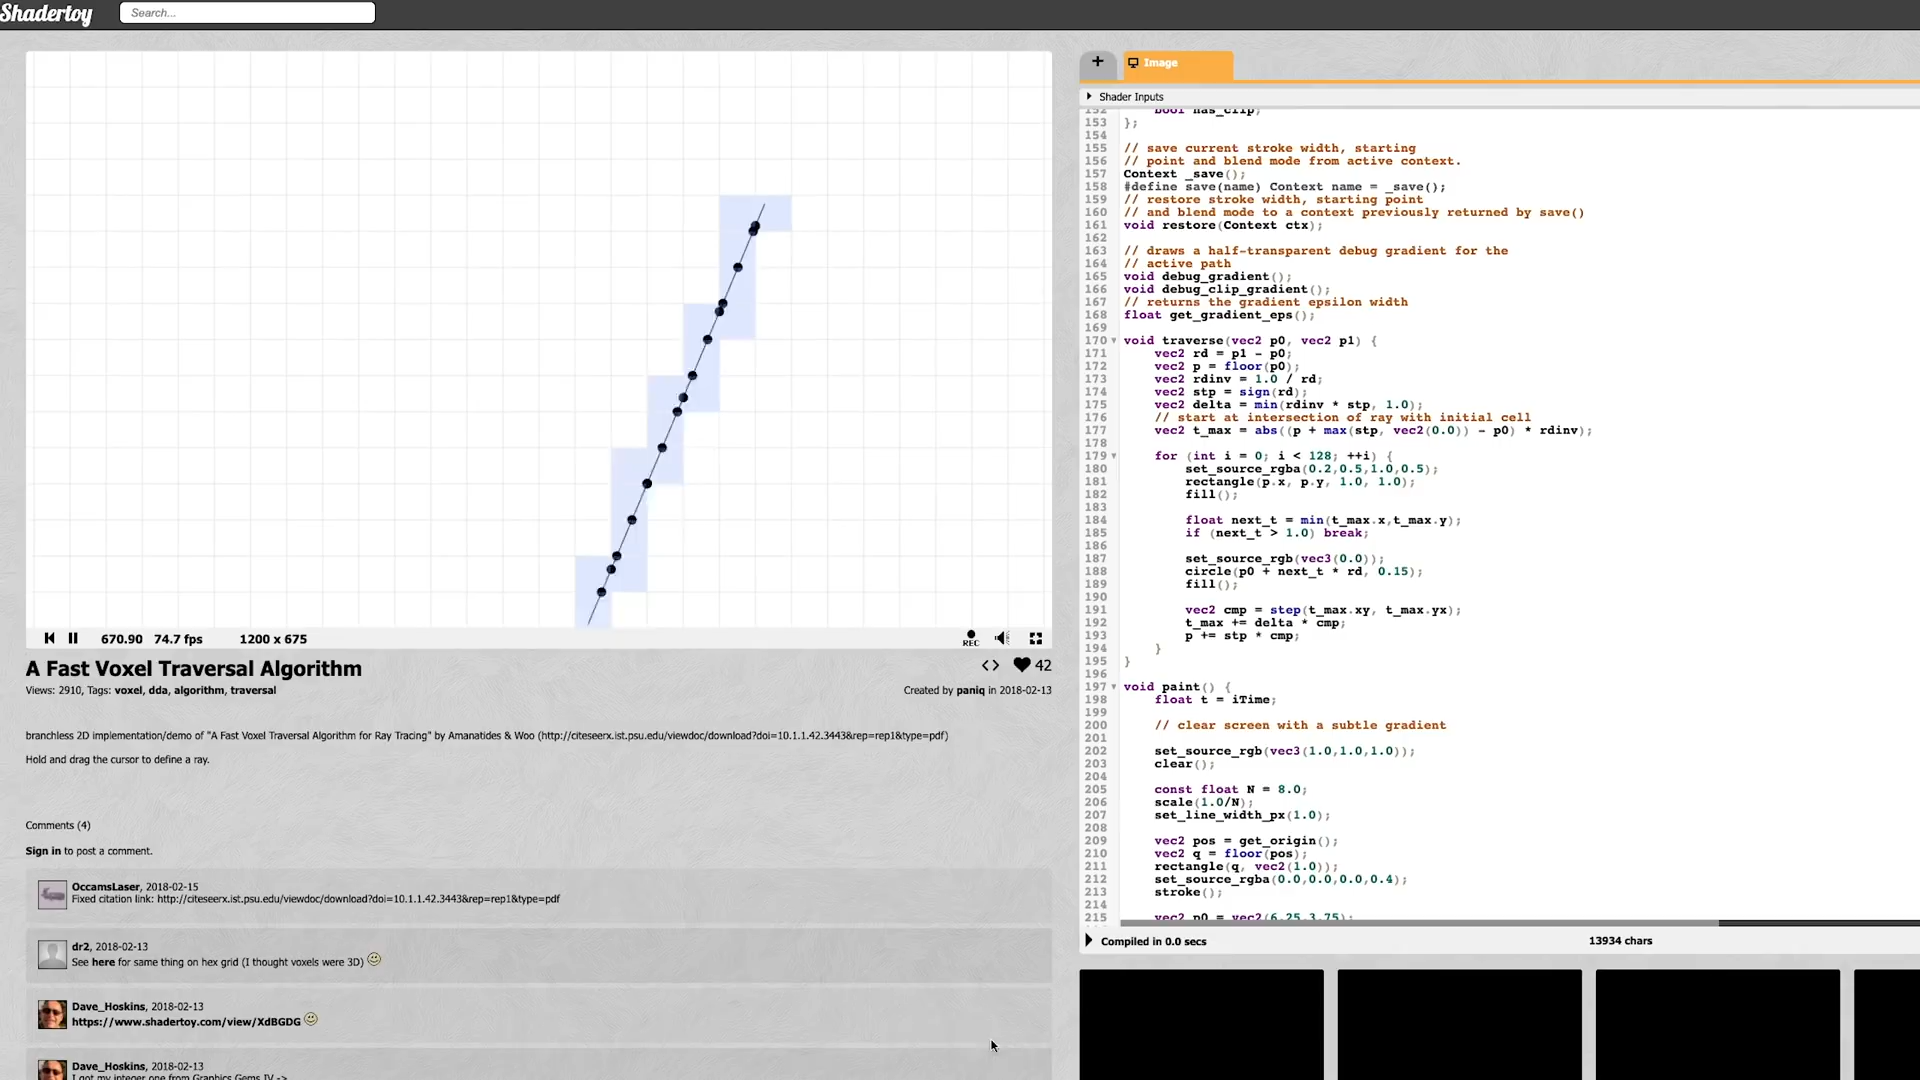 Shadertoy
Search...
+
Image
Shader Inputs
152 bool has_clip;
153 };
154
155 // save current stroke width, starting
156 // point and blend mode from active context.
157 Context _save();
158 #define save(name) Context name = _save();
159 // restore stroke width, starting point
160 // and blend mode to a context previously returned by save()
161 void restore(Context ctx);
162
163 // draws a half-transparent debug gradient for the
164 // active path
165 void debug_gradient();
166 void debug_clip_gradient();
167 // returns the gradient epsilon width
168 float get_gradient_eps();
169
170 void traverse(vec2 p0, vec2 p1) {
171 vec2 rd = p1 - p0;
172 vec2 p = floor(p0);
173 vec2 rdinv = 1.0 / rd;
174 vec2 stp = sign(rd);
175 vec2 delta = min(rdinv * stp, 1.0);
176 // start at intersection of ray with initial cell
177 vec2 t_max = abs((p + max(stp, vec2(0.0)) - p0) * rdinv);
178
179 for (int i = 0; i < 128; ++i) {
180 set_source_rgba(0.2,0.5,1.0,0.5);
181 rectangle(p.x, p.y, 1.0, 1.0);
182 fill();
183
184 float next_t = min(t_max.x,t_max.y);
185 if (next_t > 1.0) break;
186
187 set_source_rgb(vec3(0.0));
188 circle(p0 + next_t * rd, 0.15);
189 fill();
190
191 vec2 cmp = step(t_max.xy, t_max.yx);
192 t_max += delta * cmp;
193 p += stp * cmp;
194 }
195 }
196
197 void paint() {
198 float t = iTime;
199
200 // clear screen with a subtle gradient
201
202 set_source_rgb(vec3(1.0,1.0,1.0));
203 clear();
204
205 const float N = 8.0;
206 scale(1.0/N);
207 set_line_width_px(1.0);
208
209 vec2 pos = get_origin();
210 vec2 q = floor(pos);
211 rectangle(q, vec2(1.0));
212 set_source_rgba(0.0,0.0,0.0,0.4);
213 stroke();
214
215 vec2 p0 = vec2(6.25,3.75);
Compiled in 0.0 secs
13934 chars
670.90 74.7 fps 1200 x 675
REC
A Fast Voxel Traversal Algorithm
42
Views: 2910, Tags: voxel, dda, algorithm, traversal
Created by paniq in 2018-02-13
branchless 2D implementation/demo of "A Fast Voxel Traversal Algorithm for Ray Tracing" by Amanatides & Woo (http://citeseerx.ist.psu.edu/viewdoc/download?doi=10.1.1.42.3443&rep=rep1&type=pdf)
Hold and drag the cursor to define a ray.
Comments (4)
Sign in to post a comment.
OccamsLaser, 2018-02-15
Fixed citation link: http://citeseerx.ist.psu.edu/viewdoc/download?doi=10.1.1.42.3443&rep=rep1&type=pdf
dr2, 2018-02-13
See here for same thing on hex grid (I thought voxels were 3D)
Dave_Hoskins, 2018-02-13
https://www.shadertoy.com/view/XdBGDG
Dave_Hoskins, 2018-02-13
I got my integer one from Graphics Gems IV ->